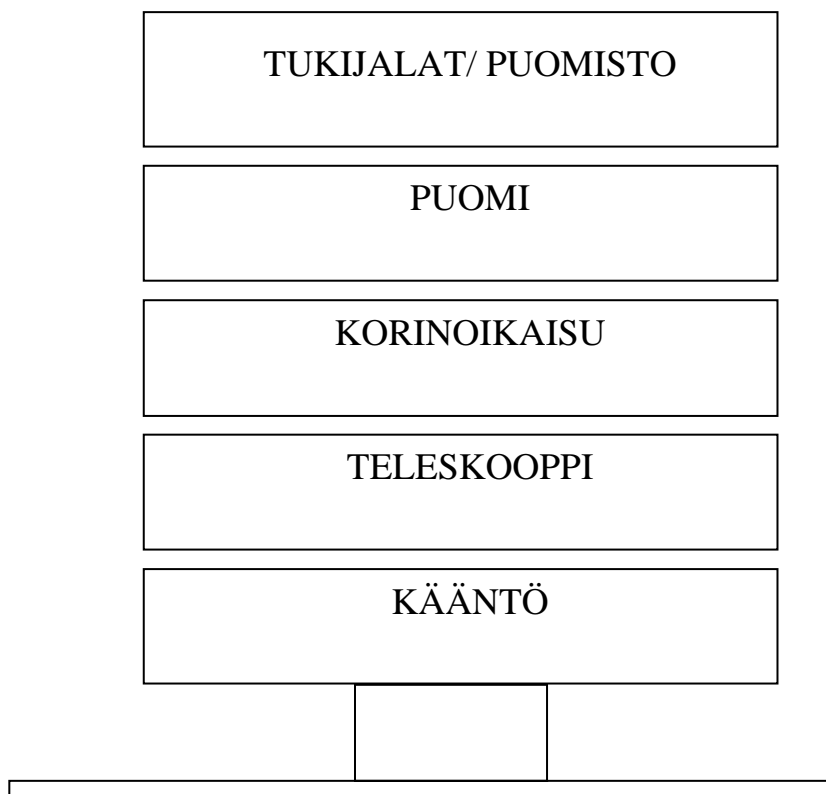 TUKIJALAT/ PUOMISTO
PUOMI
KORINOIKAISU
TELESKOOPPI
KÄÄNTÖ